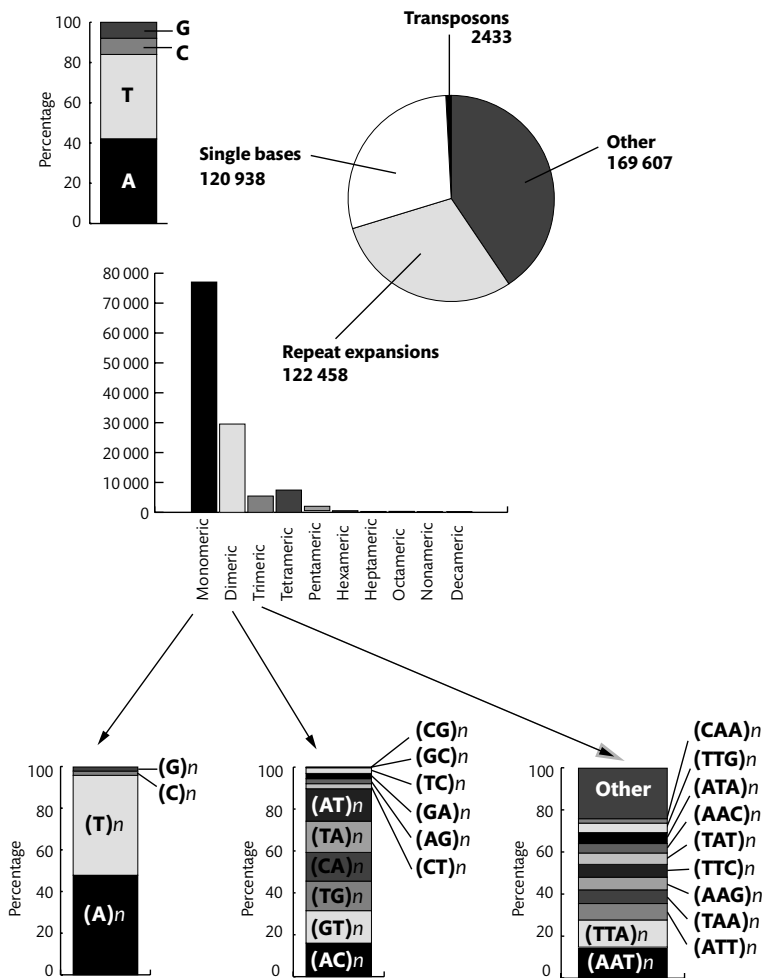 100
80
60
40
20
0
Percentage
G
C
T
A
Transposons
2433
Other
169 607
Single bases
120 938
Repeat expansions
122 458
80 000
70 000
60 000
50 000
40 000
30 000
20 000
10 000
0
Monomeric
Dimeric
Trimeric
Tetrameric
Pentameric
Hexameric
Heptameric
Octameric
Nonameric
Decameric
100
80
60
40
20
0
Percentage
(G)n
(C)n
(T)n
(A)n
100
80
60
40
20
0
Percentage
(CG)n
(GC)n
(TC)n
(GA)n
(AG)n
(CT)n
(AT)n
(TA)n
(CA)n
(TG)n
(GT)n
(AC)n
100
80
60
40
20
0
Percentage
Other
(CAA)n
(TTG)n
(ATA)n
(AAC)n
(TAT)n
(TTC)n
(AAG)n
(TAA)n
(ATT)n
(TTA)n
(AAT)n